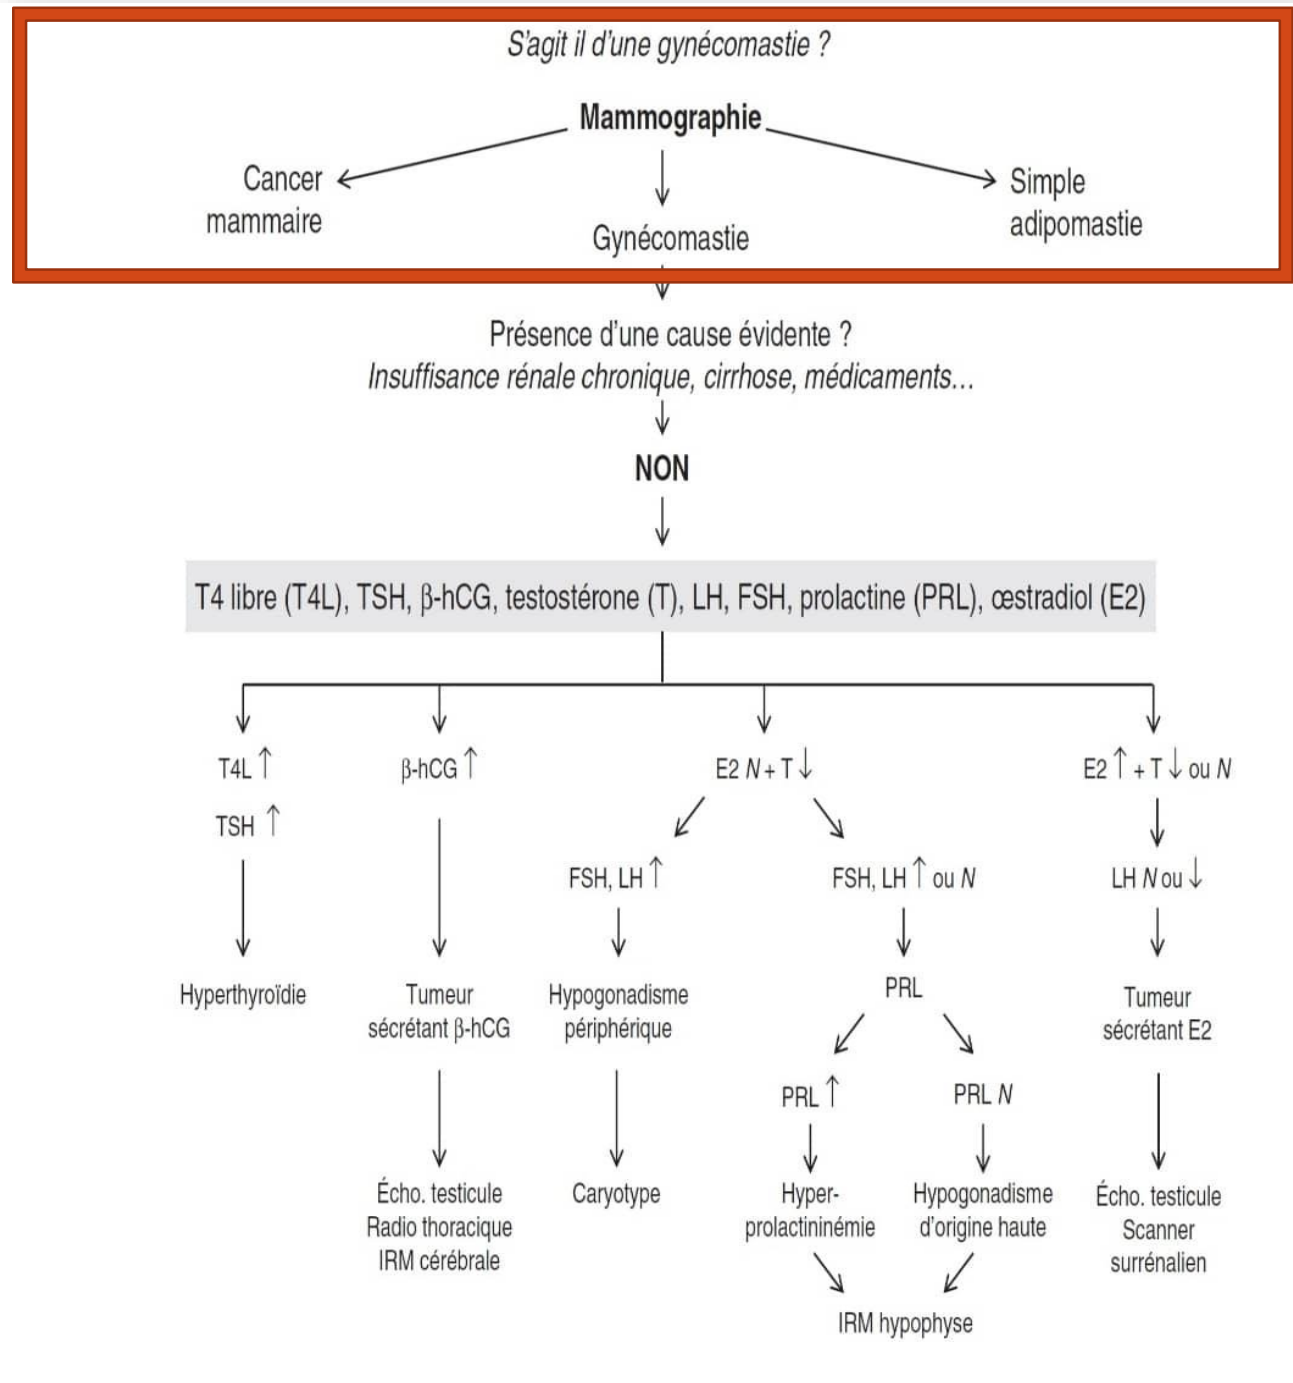 S'agit il d'une gynécomastie ?
Mammographie
Cancer
mammaire
Gynécomastie
Simple
adipomastie
Présence d'une cause évidente ?
Insuffisance rénale chronique, cirrhose, médicaments…
NON
T4 libre (T4L), TSH, β-hCG, testostérone (T), LH, FSH, prolactine (PRL), œstradiol (E2)
T4L ↑
TSH ↑
Hyperthyroïdie
β-hCG ↑
Tumeur
sécrétant β-hCG
Écho. testicule
Radio thoracique
IRM cérébrale
E2 N + T ↓
FSH, LH ↑
Hypogonadisme
périphérique
Caryotype
FSH, LH ↑ ou N
PRL
PRL ↑
Hyper-
prolactininémie
PRL N
Hypogonadisme
d'origine haute
IRM hypophyse
E2 ↑ + T ↓ ou N
LH N ou ↓
Tumeur
sécrétant E2
Écho. testicule
Scanner
surrénalien